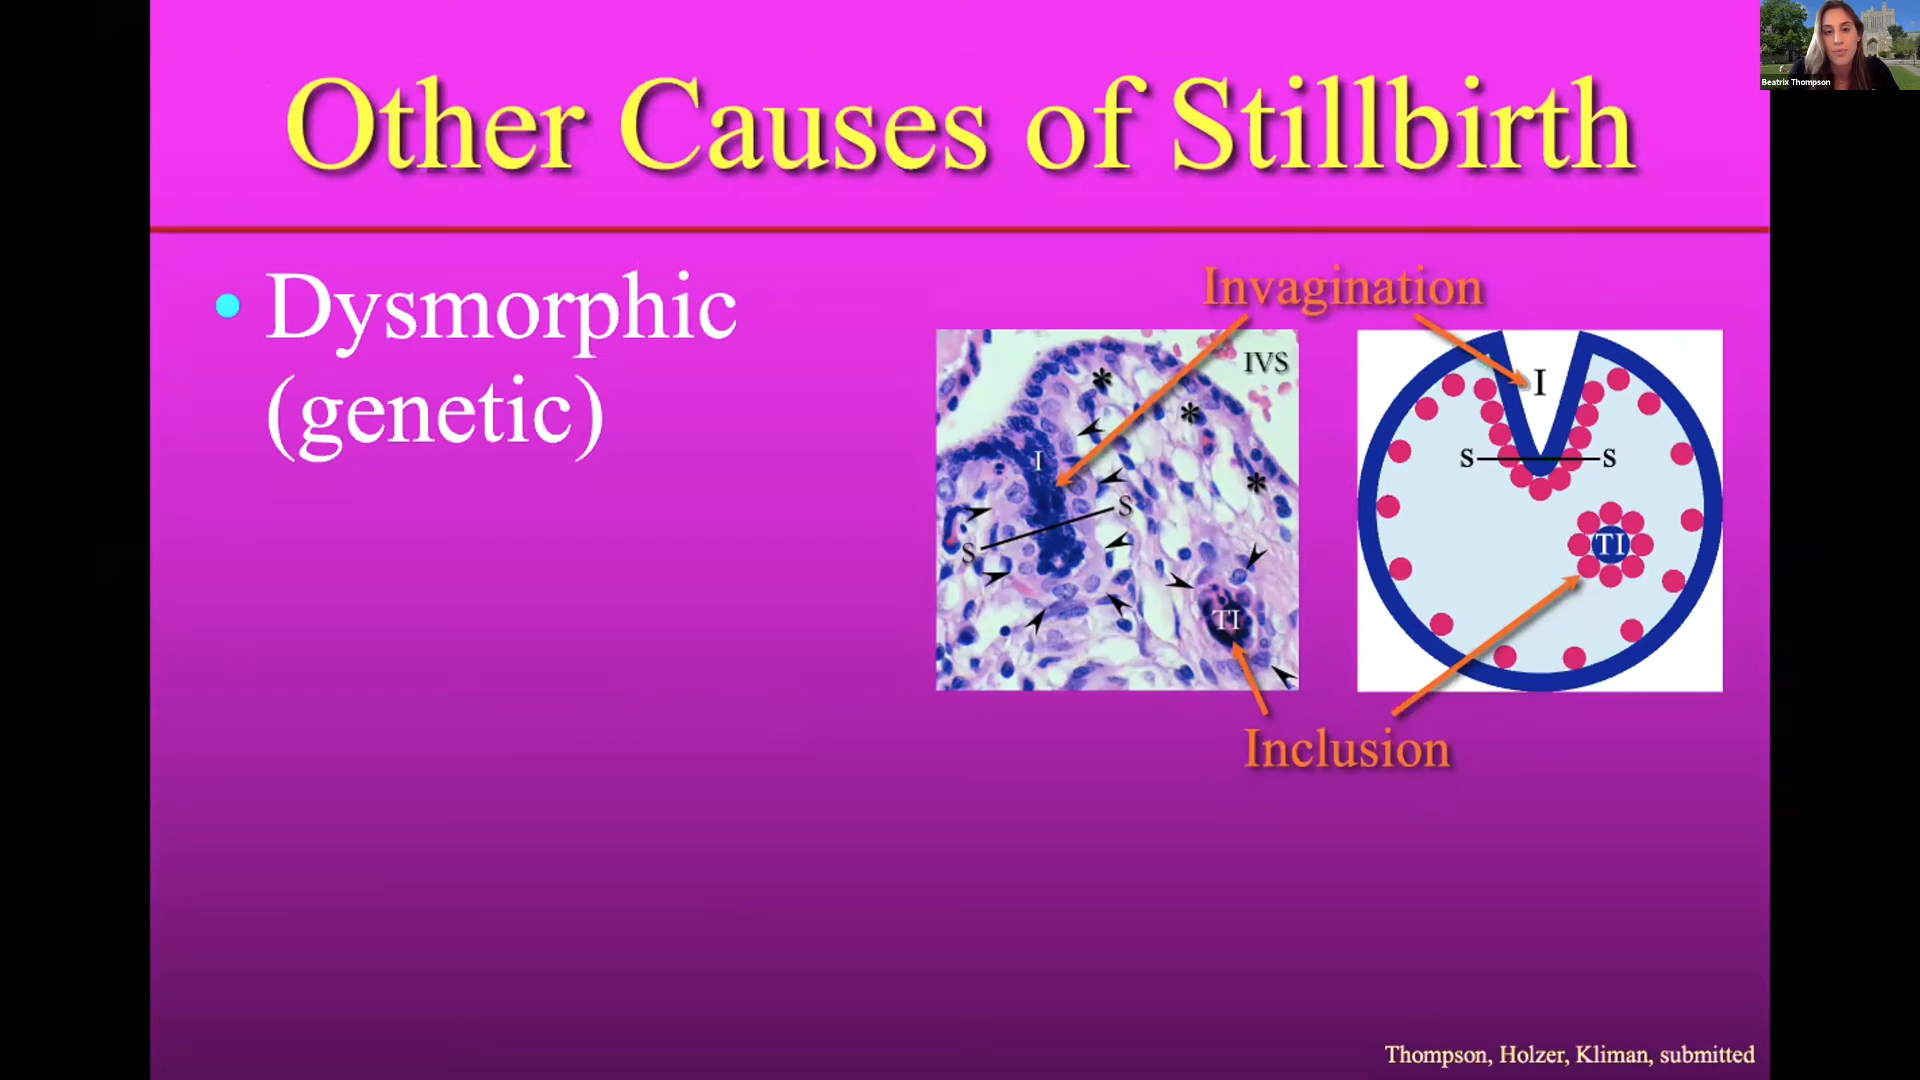 Beatrix Thompson
Other Causes of Stillbirth
• Dysmorphic
(genetic)
Invagination
IVS
I
S
S
TI
I
S
S
TI
Inclusion
Thompson, Holzer, Kliman, submitted